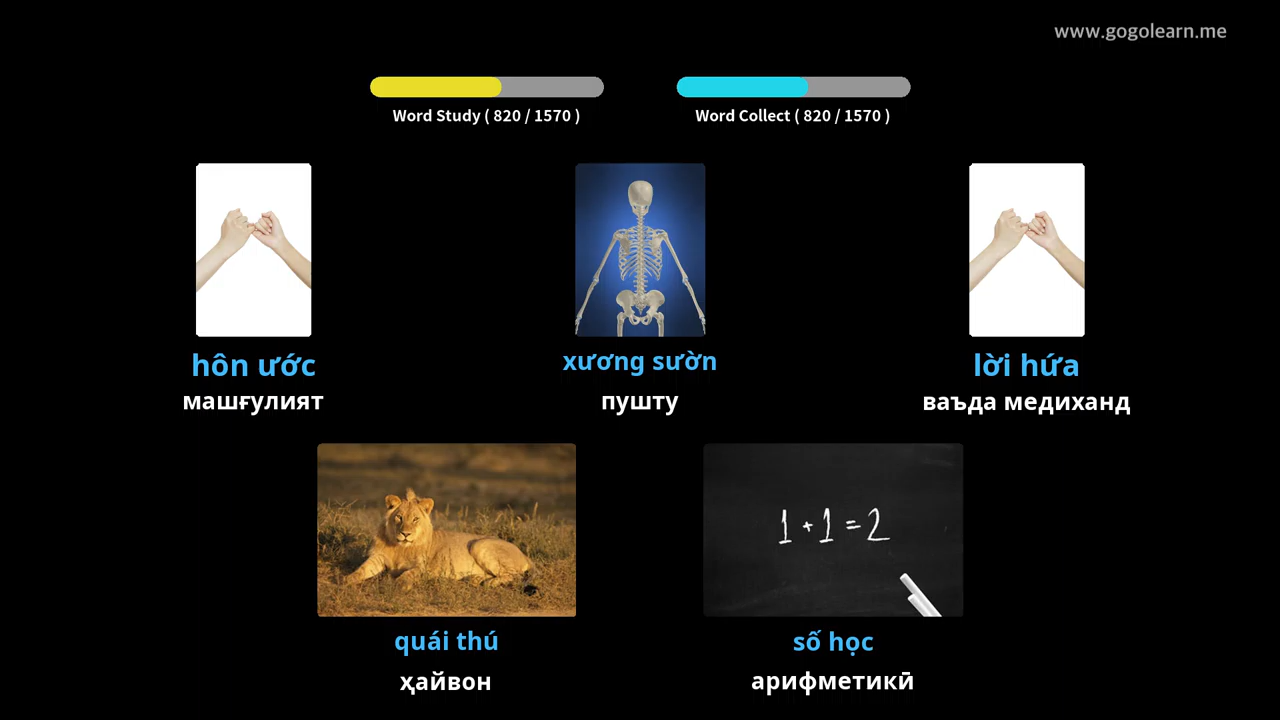 www.gogolearn.me
Word Study ( 820 / 1570 )
Word Collect ( 820 / 1570 )
hôn ước
машғулият
xương sườn
пушту
lời hứa
ваъда медиханд
1 + 1 = 2
quái thú
ҳайвон
số học
арифметикӣ